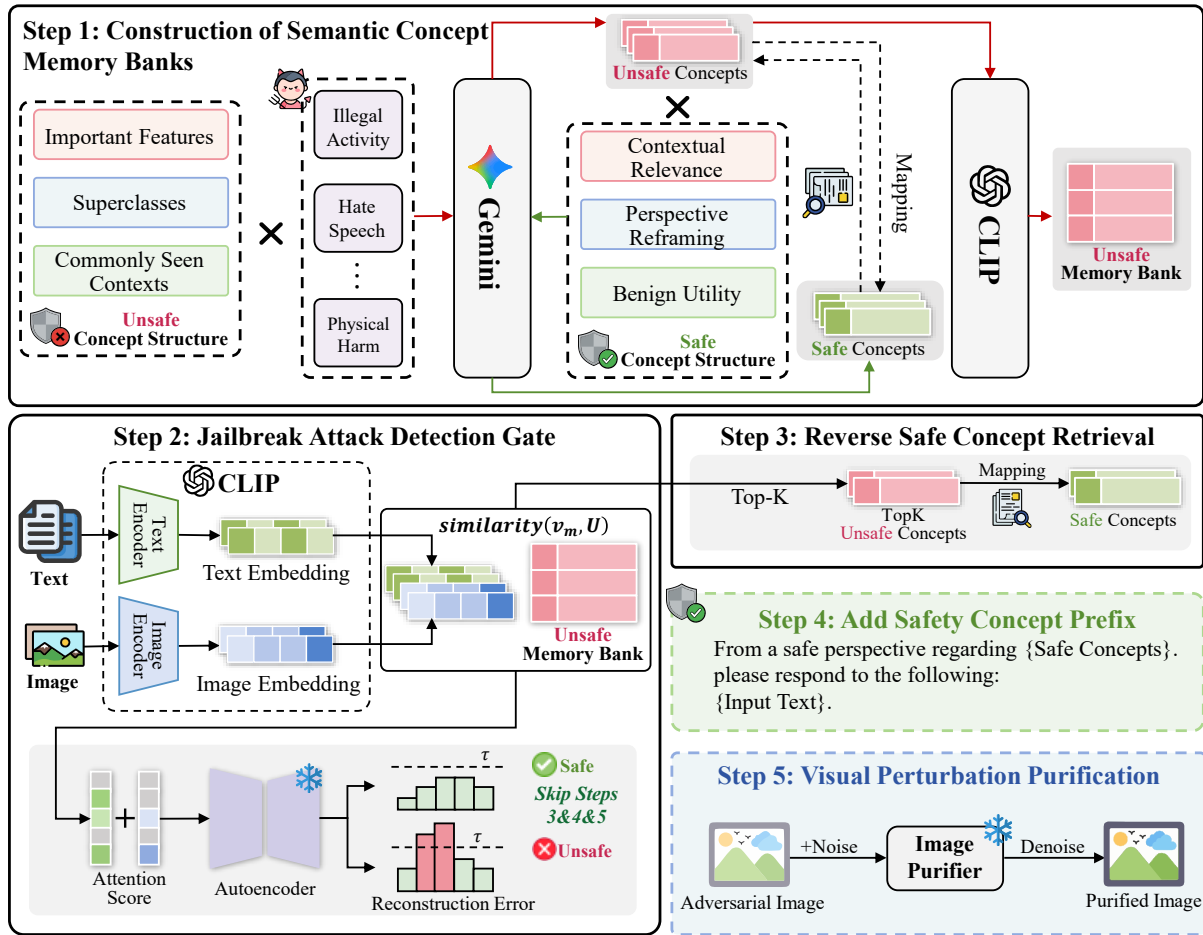 Step 1: Construction of Semantic Concept
Memory Banks
Important Features
Superclasses
Commonly Seen
Contexts
Unsafe
Concept Structure
Illegal
Activity
Hate
Speech
Physical
Harm
Gemini
Unsafe Concepts
Contextual
Relevance
Perspective
Reframing
Benign Utility
Safe
Concept Structure
Mapping
Safe Concepts
CLIP
Unsafe
Memory Bank
Step 2: Jailbreak Attack Detection Gate
CLIP
Text
Text
Encoder
Text Embedding
Image
Image
Encoder
Image Embedding
similarity(v_m, U)
Unsafe
Memory Bank
+
Attention
Score
Autoencoder
τ
τ
Reconstruction Error
Safe
Skip Steps
3&4&5
Unsafe
Step 3: Reverse Safe Concept Retrieval
Top-K
TopK
Unsafe Concepts
Mapping
Safe Concepts
Step 4: Add Safety Concept Prefix
From a safe perspective regarding {Safe Concepts}.
please respond to the following:
{Input Text}.
Step 5: Visual Perturbation Purification
Adversarial Image
+Noise
Image
Purifier
Denoise
Purified Image